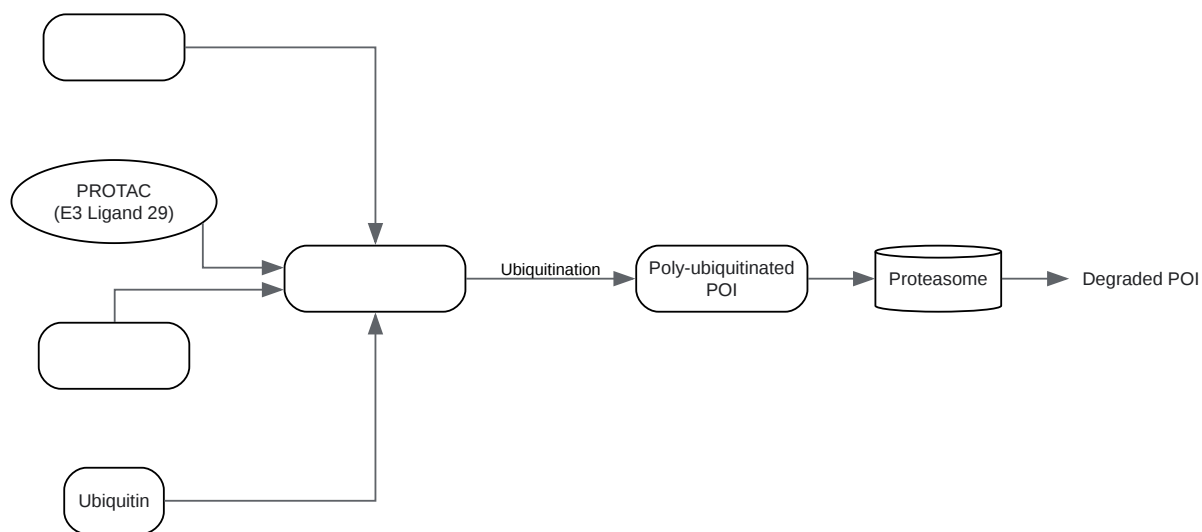 PROTAC
(E3 Ligand 29)
Ubiquitination
Poly-ubiquitinated
POI
Proteasome
Degraded POI
Ubiquitin